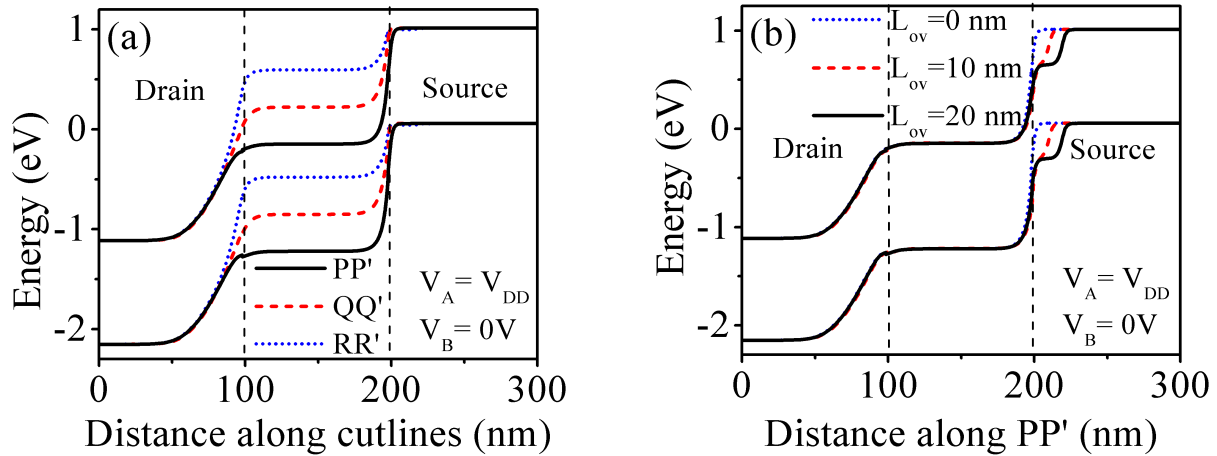 (a)
Drain
Source
PP'
QQ'
RR'
V_A = V_DD
V_B = 0V
1
0
-1
-2
Energy (eV)
0
100
200
300
Distance along cutlines (nm)
(b)
L_ov=0 nm
L_ov=10 nm
L_ov=20 nm
Drain
Source
V_A = V_DD
V_B = 0V
1
0
-1
-2
Energy (eV)
0
100
200
300
Distance along PP' (nm)